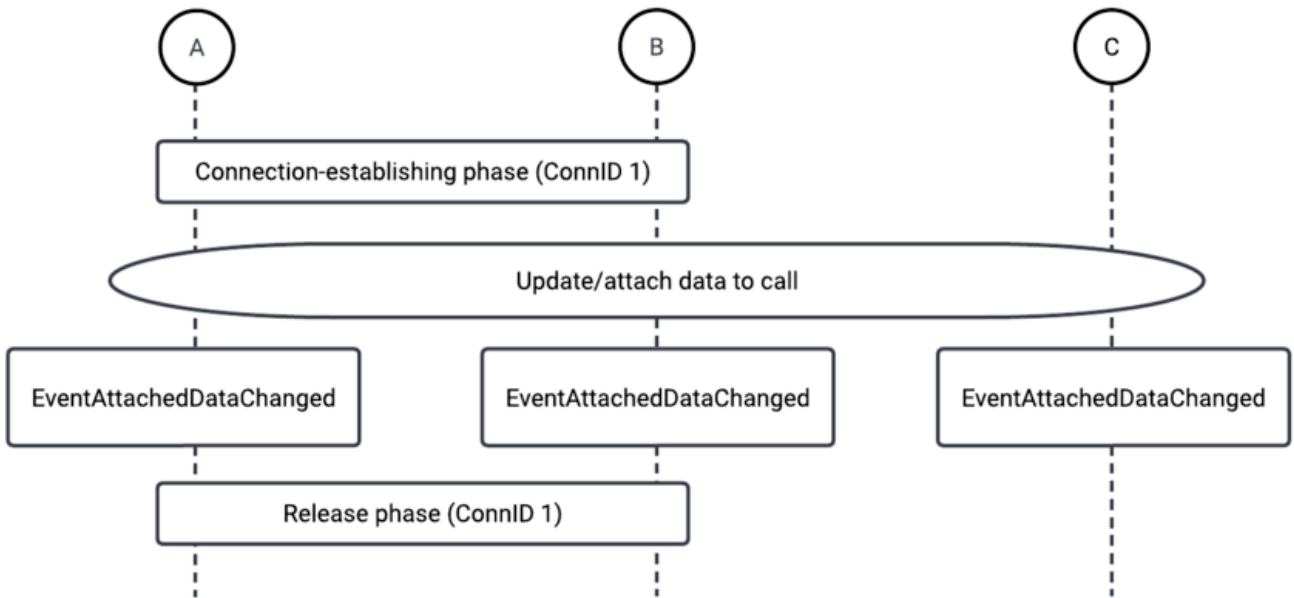 A
B
C
Connection-establishing phase (ConnID 1)
Update/attach data to call
EventAttachedDataChanged
EventAttachedDataChanged
EventAttachedDataChanged
Release phase (ConnID 1)